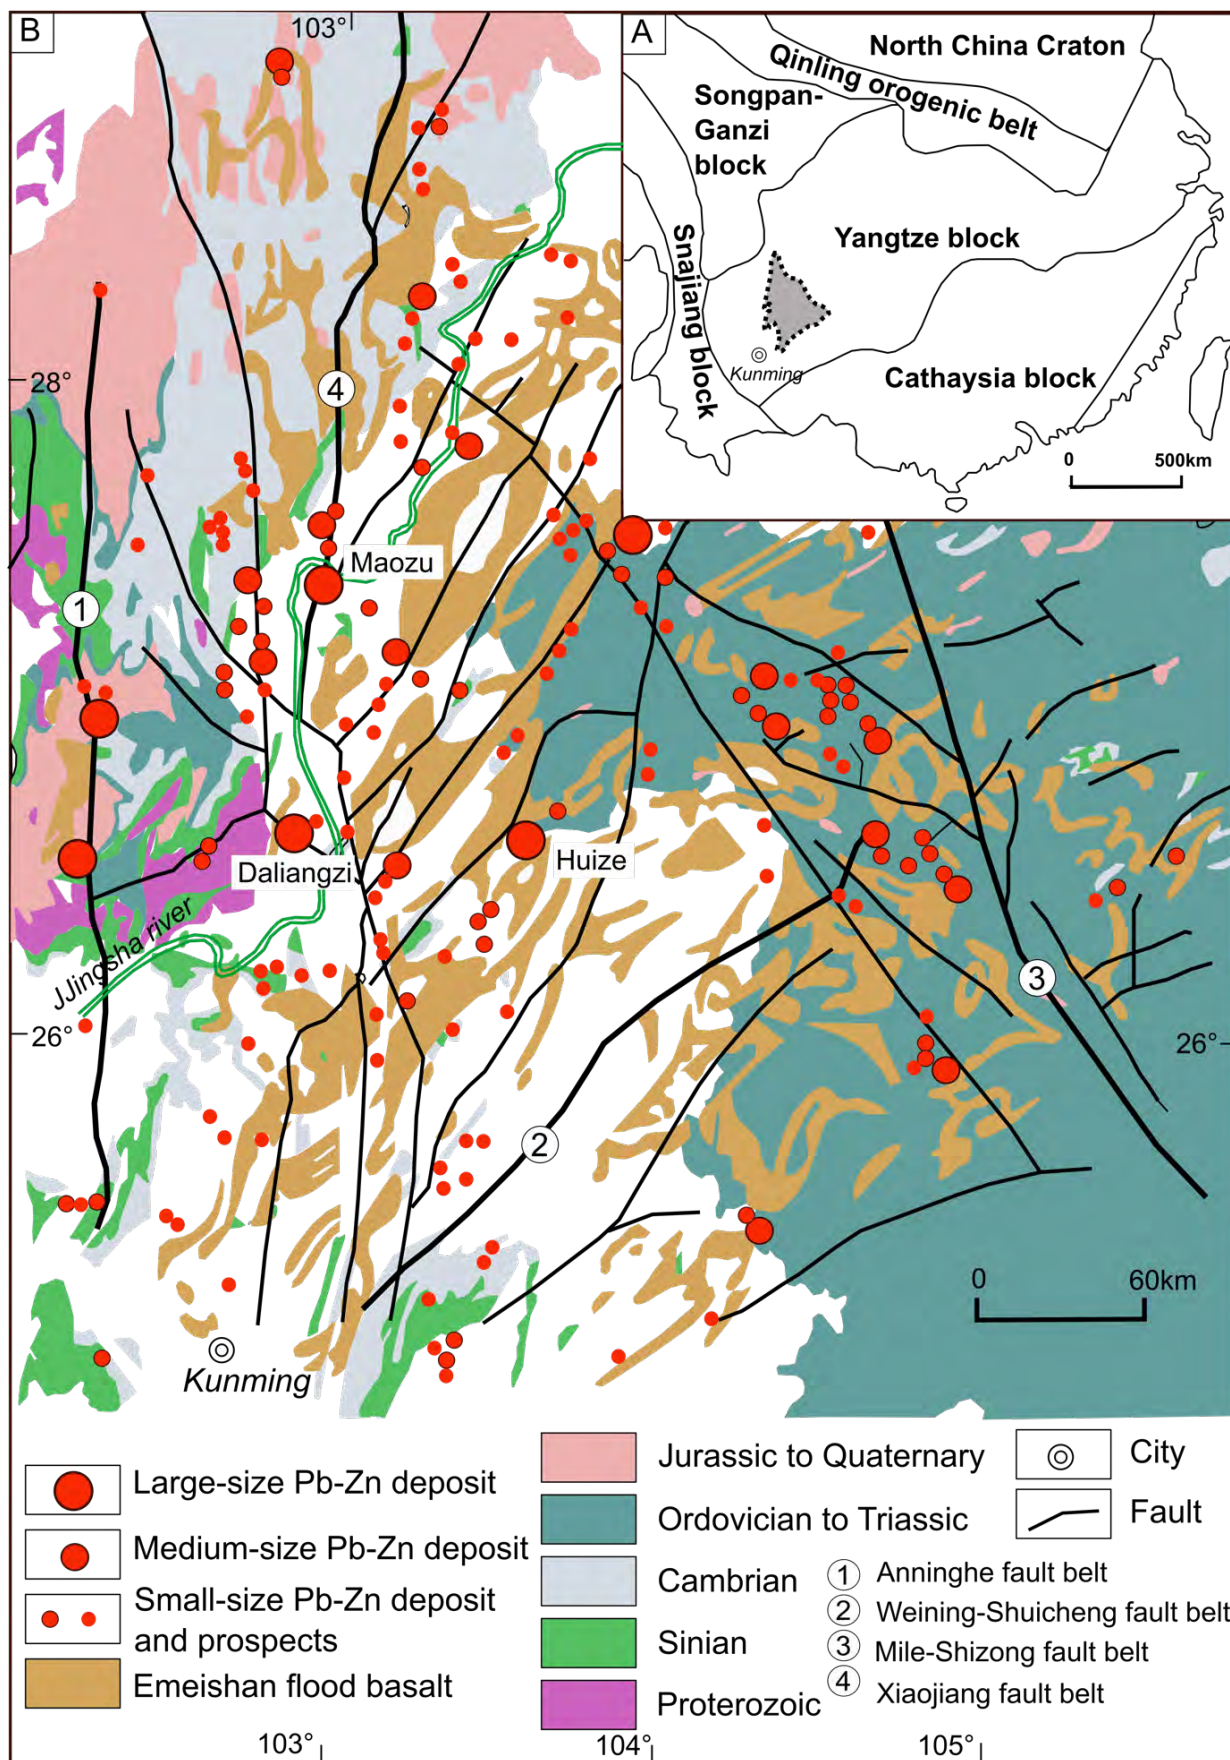 B
103°
A
North China Craton
Qinling orogenic belt
Songpan-
Ganzi
block
Snajiang block
Yangtze block
Kunming
Cathaysia block
0 500km
28°
4
Maozu
1
Daliangzi
Huize
JJingsha river
3
26°
26°
2
0 60km
Kunming
Large-size Pb-Zn deposit
Medium-size Pb-Zn deposit
Small-size Pb-Zn deposit
and prospects
Emeishan flood basalt
Jurassic to Quaternary
Ordovician to Triassic
Cambrian
Sinian
Proterozoic
City
Fault
1 Anninghe fault belt
2 Weining-Shuicheng fault belt
3 Mile-Shizong fault belt
4 Xiaojiang fault belt
103° 104° 105°